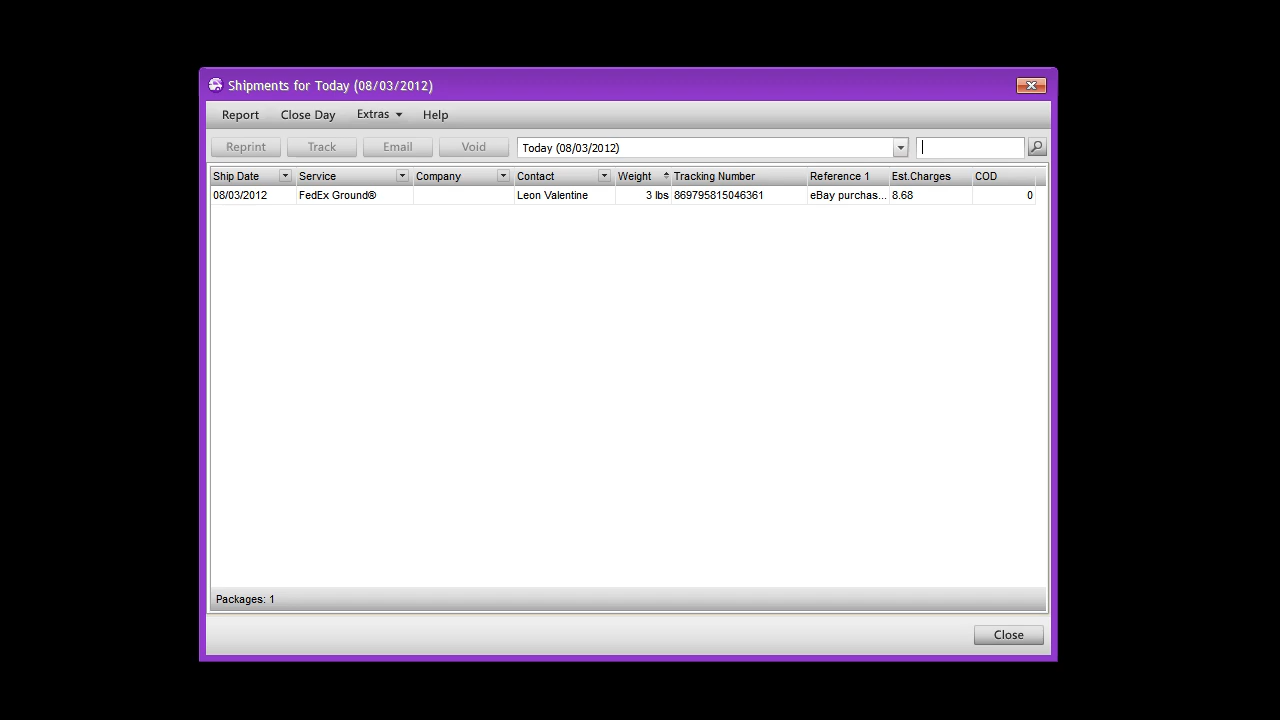 Shipments for Today (08/03/2012)
Report Close Day Extras Help
Reprint Track Email Void Today (08/03/2012)
Ship Date Service Company Contact Weight Tracking Number Reference 1 Est.Charges COD
08/03/2012 FedEx Ground® Leon Valentine 3 lbs 869795815046361 eBay purchas... 8.68 0
Packages: 1
Close